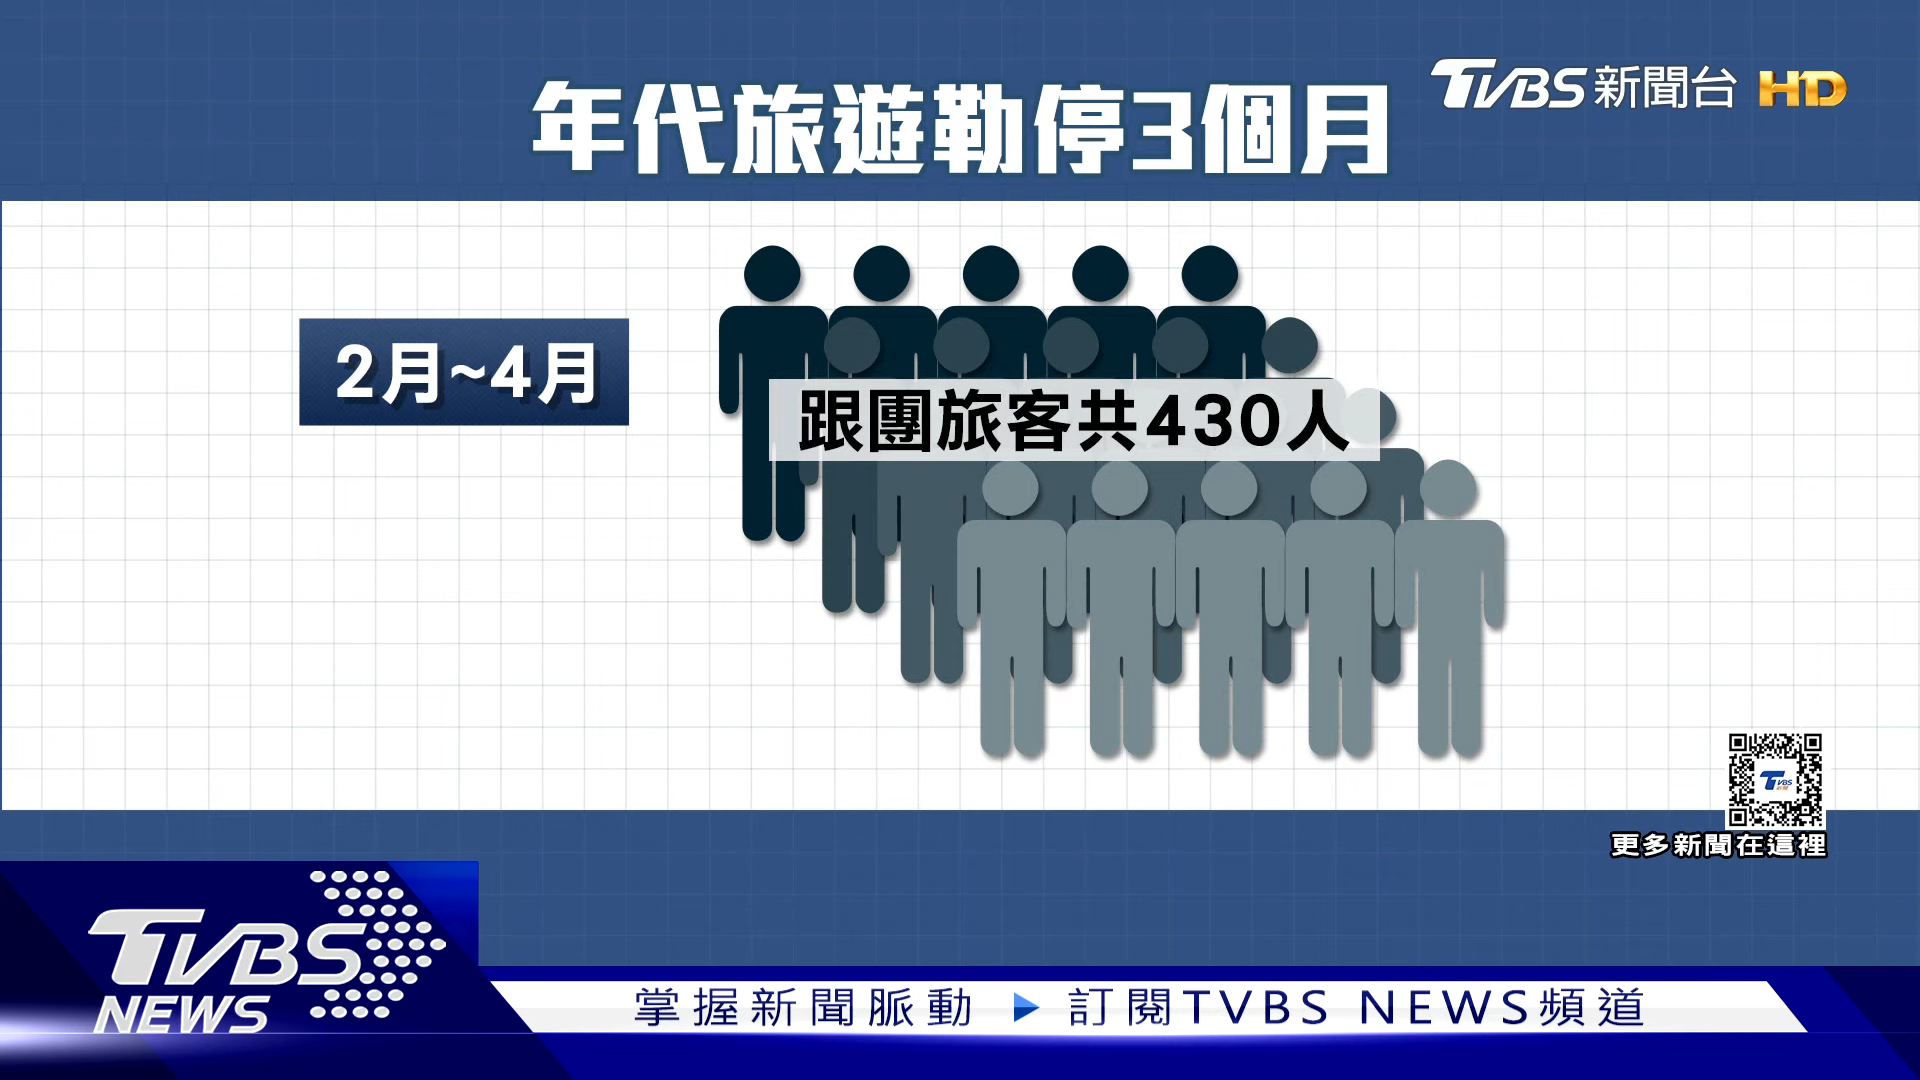 年代旅遊勒停3個月
TVBS新聞台 HD
2月~4月
跟團旅客共430人
TVBS
更多新聞在這裡
TVBS
NEWS
掌握新聞脈動 ▶ 訂閱TVBS NEWS頻道